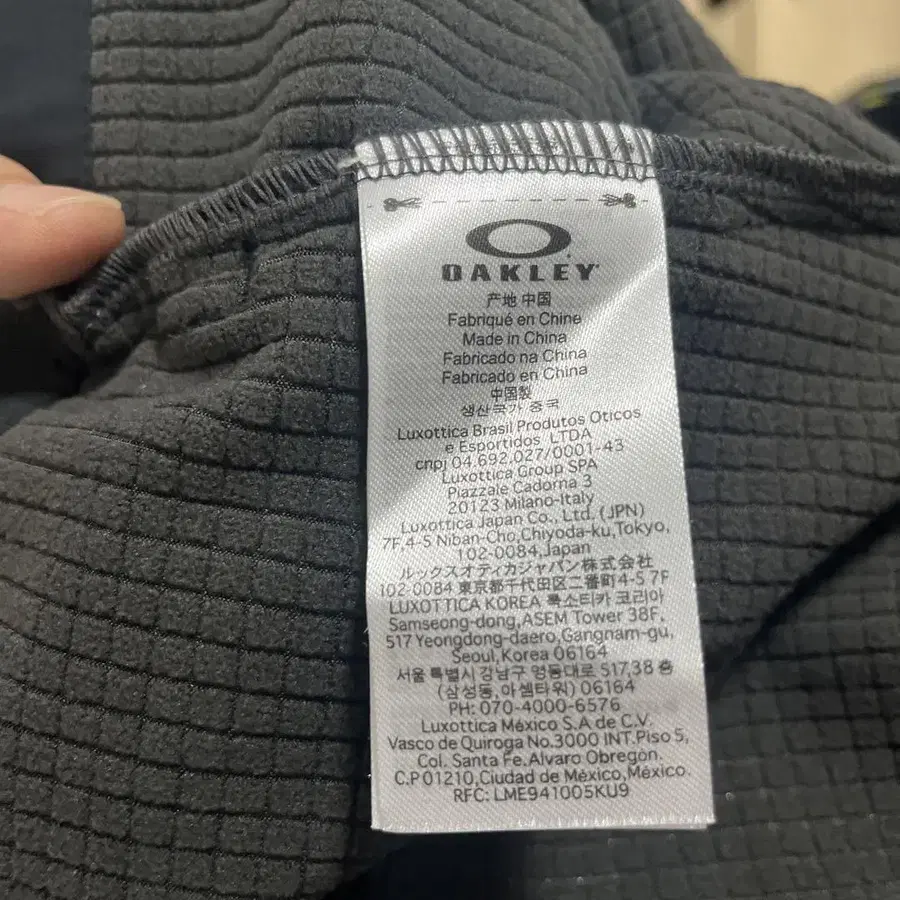 OAKLEY
产地 中国
Fabriqué en Chine
Made in China
Fabricado na China
Fabricado en China
中国製
생산국가 중국
Luxottica Brasil Produtos Oticos
e Esportidos LTDA
cnpj 04.692.027/0001-43
Luxottica Group SPA
Piazzale Cadorna 3
20123 Milano-Italy
Luxottica Japan Co., Ltd. (JPN)
7F,4-5 Niban-Cho,Chiyoda-ku,Tokyo,
102-0084,Japan
ルックスオティカジャパン株式会社
102-0084 東京都千代田区二番町4-5 7F
LUXOTTICA KOREA 룩소티카 코리아
Samseong-dong,ASEM Tower 38F,
517 Yeongdong-daero,Gangnam-gu,
Seoul,Korea 06164
서울 특별시 강남구 영동대로 517,38 층
(삼성동,아셈타워) 06164
PH: 070-4000-6576
Luxottica México S.A de C.V.
Vasco de Quiroga No.3000 INT.Piso 5,
Col. Santa Fe. Alvaro Obregon.
C.P01210,Ciudad de México,México.
RFC: LME941005KU9